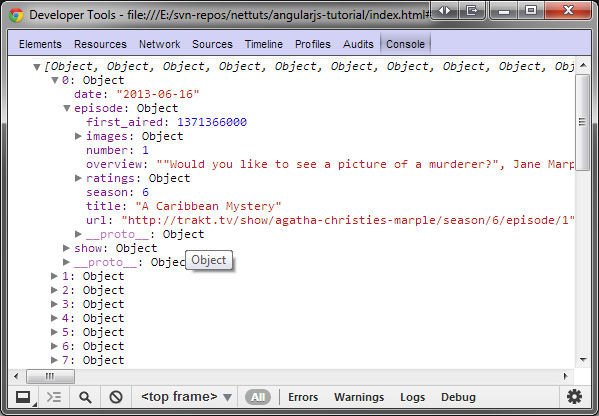 Developer Tools - file:///E:/svn-repos/nettuts/angularjs-tutorial/index.html#
Elements Resources Network Sources Timeline Profiles Audits Console
[Object, Object, Object, Object, Object, Object, Object, Object, Object, Obj
0: Object
date: "2013-06-16"
episode: Object
first_aired: 1371366000
images: Object
number: 1
overview: ""Would you like to see a picture of a murderer?", Jane Marp
ratings: Object
season: 6
title: "A Caribbean Mystery"
url: "http://trakt.tv/show/agatha-christies-marple/season/6/episode/1"
__proto__: Object
show: Object
__proto__: Objec
Object
1: Object
2: Object
3: Object
4: Object
5: Object
6: Object
7: Object
<top frame> All Errors Warnings Logs Debug